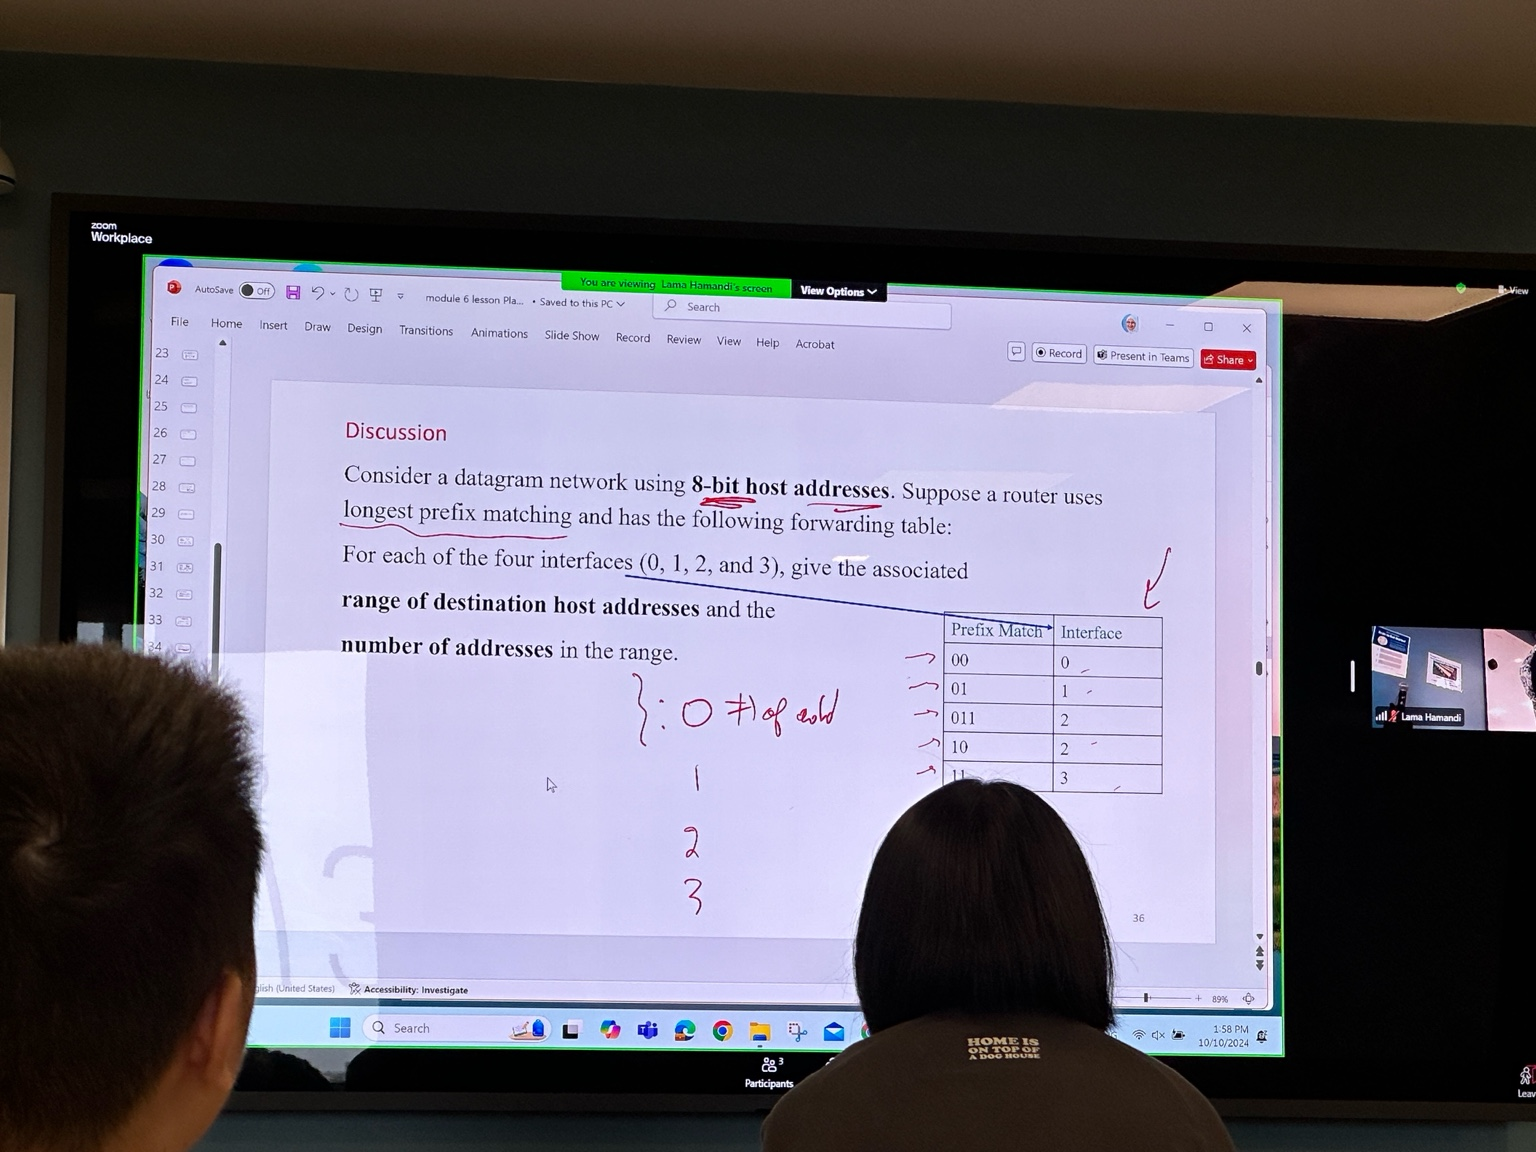 zoom
Workplace
You are viewing Lama Hamandi's screen
View Options
View
AutoSave Off
module 6 lesson Pla... • Saved to this PC
Search
File Home Insert Draw Design Transitions Animations Slide Show Record Review View Help Acrobat
Record
Present in Teams
Share
23
24
25
26
27
28
29
30
31
32
33
34
Discussion
Consider a datagram network using 8-bit host addresses. Suppose a router uses
longest prefix matching and has the following forwarding table:
For each of the four interfaces (0, 1, 2, and 3), give the associated
range of destination host addresses and the
number of addresses in the range.
Prefix Match Interface
00 0
01 1
011 2
10 2
11 3
}: 0 # of
1
2
3
36
Lama Hamandi
glish (United States)
Accessibility: Investigate
89%
Search
1:58 PM
10/10/2024
3
Participants
Leav
HOME IS
ON TOP OF
A DOG HOUSE